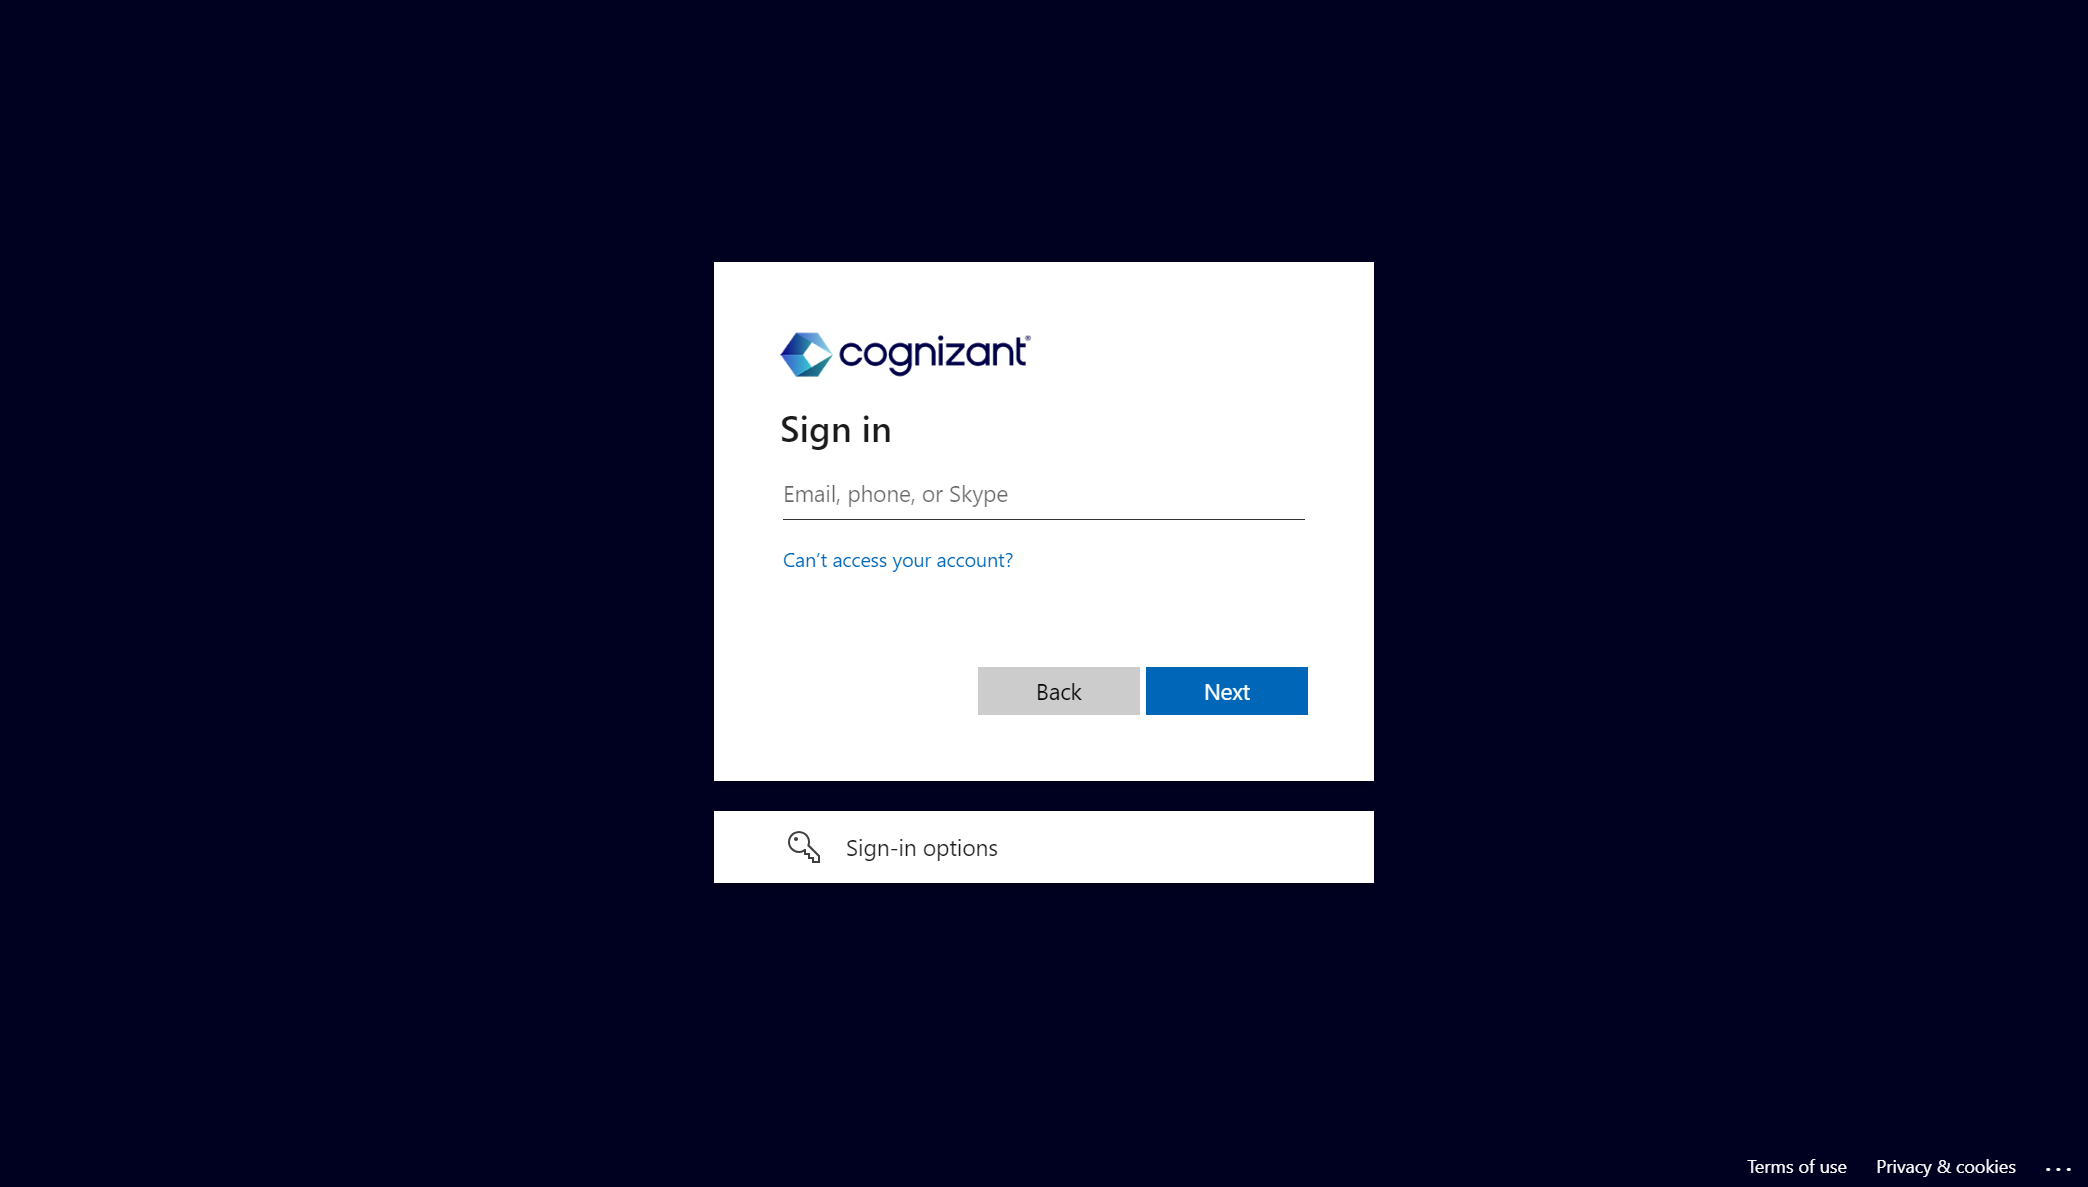 cognizant®
Sign in
Email, phone, or Skype
Can't access your account?
Back
Next
Sign-in options
Terms of use
Privacy & cookies
...